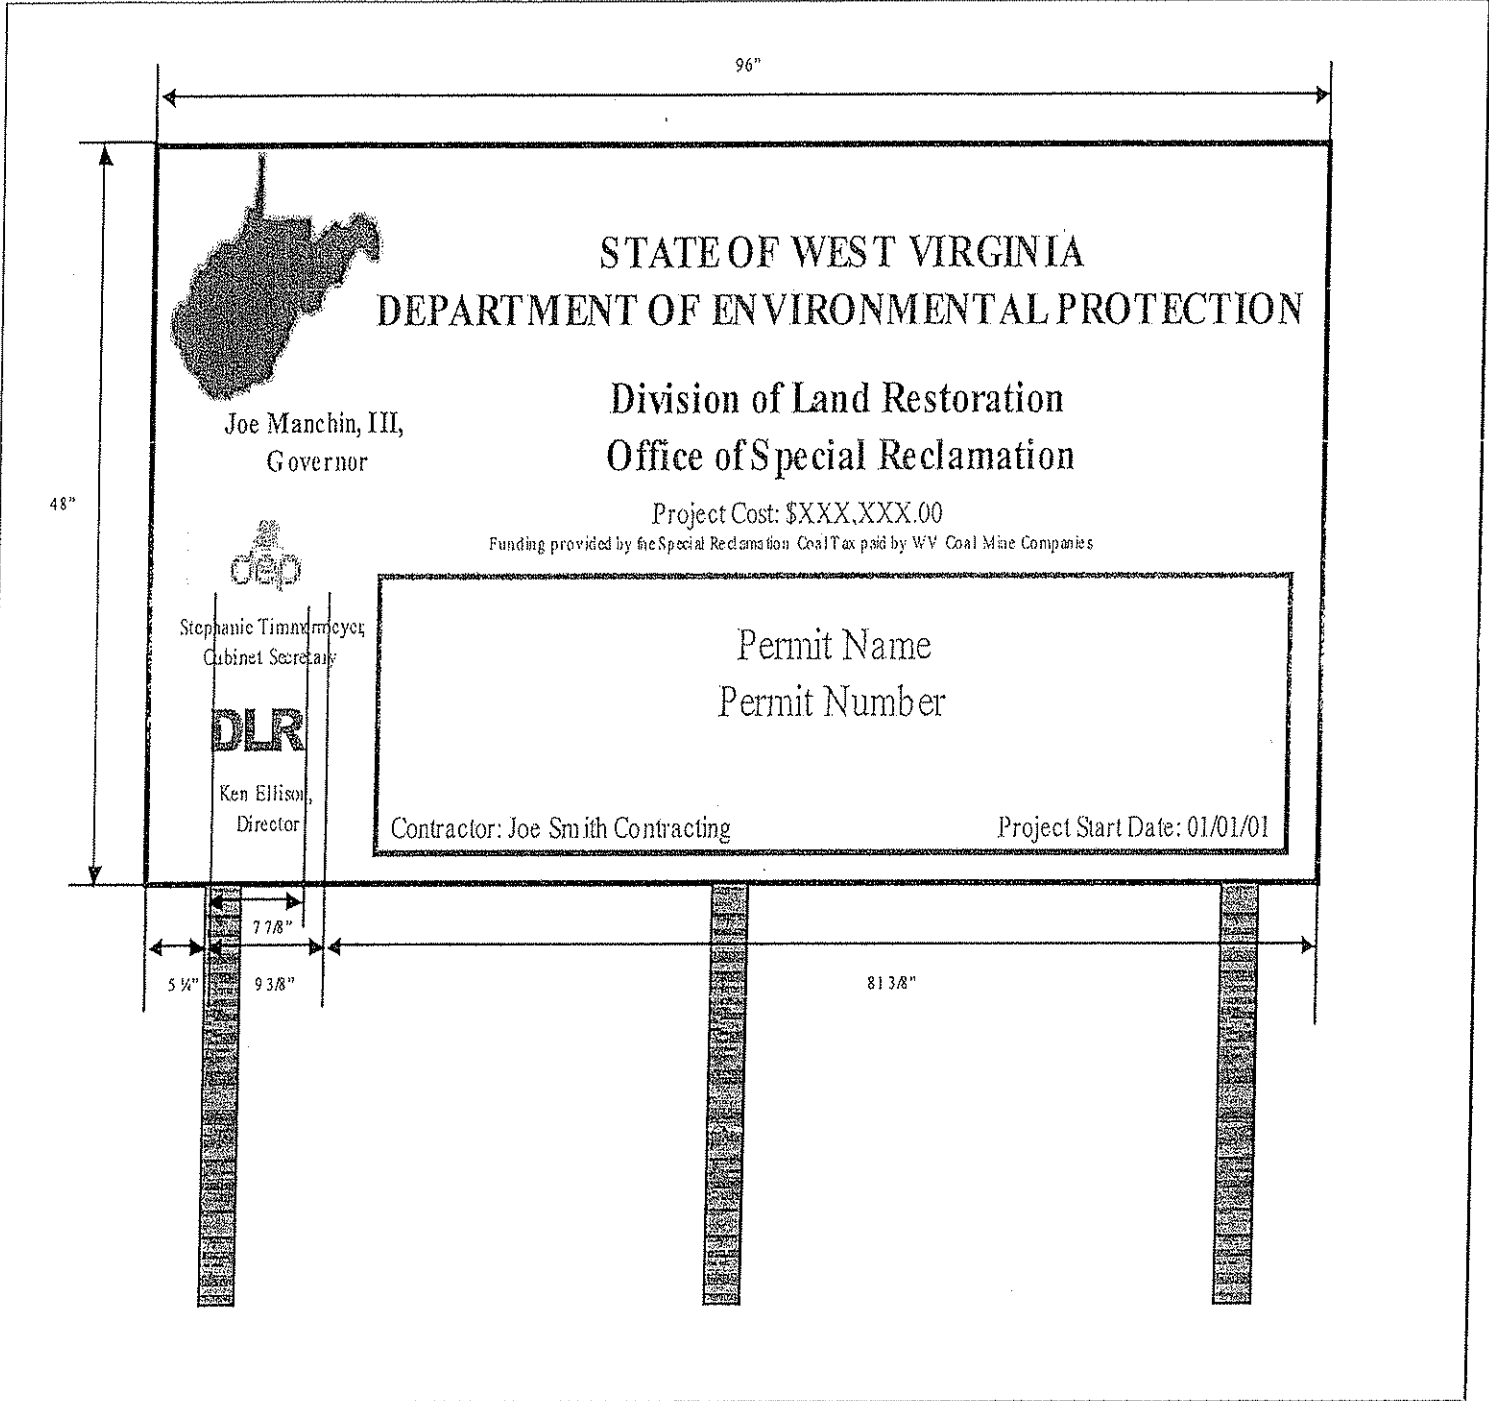 96"
STATE OF WEST VIRGINIA
DEPARTMENT OF ENVIRONMENTAL PROTECTION
Division of Land Restoration
Office of Special Reclamation
Joe Manchin, III,
Governor
48"
Project Cost: $XXX,XXX.00
Funding provided by the Special Reclamation Coal Tax paid by WV Coal Mine Companies
dep
Stephanie Timmermeyer,
Cabinet Secretary
Permit Name
Permit Number
DLR
Ken Ellison,
Director
Contractor: Joe Smith Contracting
Project Start Date: 01/01/01
7 7/8"
5 ¼"
9 3/8"
81 3/8"